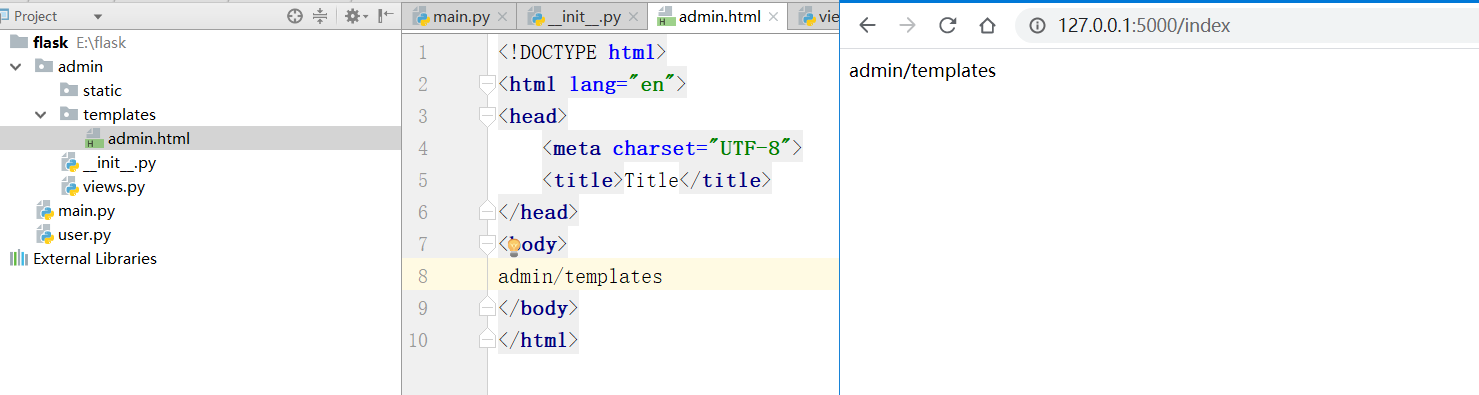 Project
flask E:\flask
admin
static
templates
admin.html
__init__.py
views.py
main.py
user.py
External Libraries
main.py
__init__.py
admin.html
vie
1 <!DOCTYPE html>
2 <html lang="en">
3 <head>
4 <meta charset="UTF-8">
5 <title>Title</title>
6 </head>
7 <body>
8 admin/templates
9 </body>
10 </html>
127.0.0.1:5000/index
admin/templates